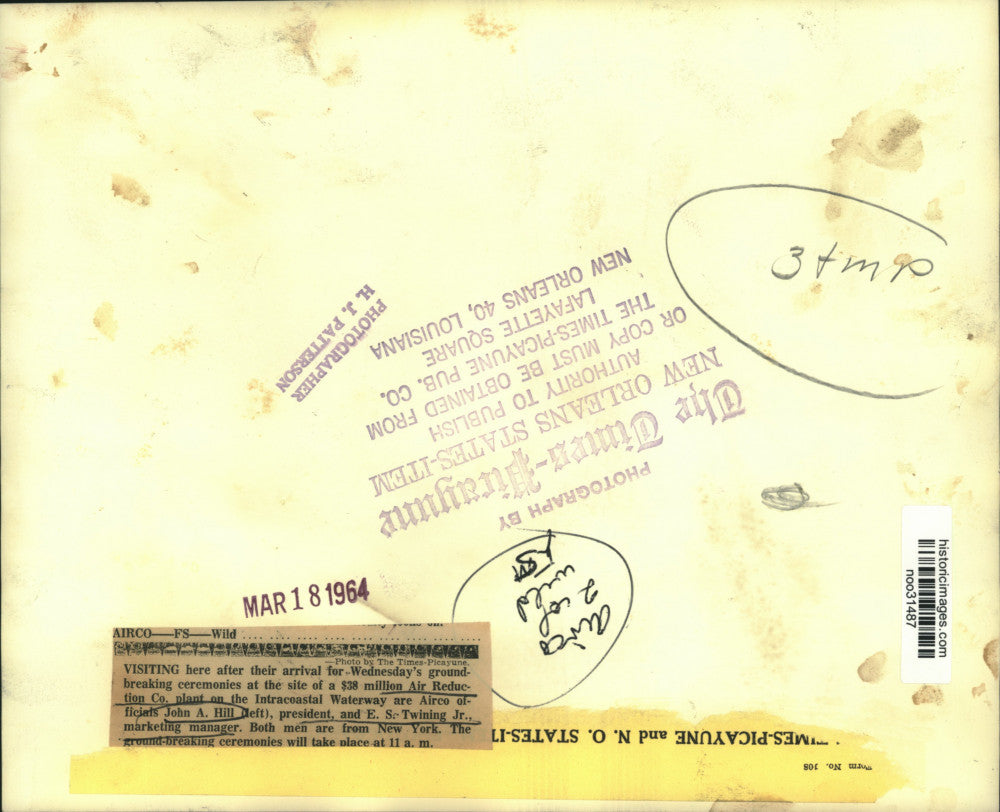 3 tmp
PHOTOGRAPHER
H. J. PATTERSON
PHOTOGRAPH BY
The Times-Picayune
NEW ORLEANS STATES-ITEM
AUTHORITY TO PUBLISH
OR COPY MUST BE OBTAINED FROM
THE TIMES-PICAYUNE PUB. CO.
LAFAYETTE SQUARE
NEW ORLEANS 40, LOUISIANA
historicimages.com
noo31487
2 col
MAR 18 1964
AIRCO—FS—Wild
—Photo by The Times-Picayune.
VISITING here after their arrival for Wednesday's ground-
breaking ceremonies at the site of a $38 million Air Reduc-
tion Co. plant on the Intracoastal Waterway are Airco of-
ficials John A. Hill (left), president, and E. S. Twining Jr.,
marketing manager. Both men are from New York. The
ground-breaking ceremonies will take place at 11 a. m.
TIMES-PICAYUNE and N. O. STATES-IT
Form No. 108